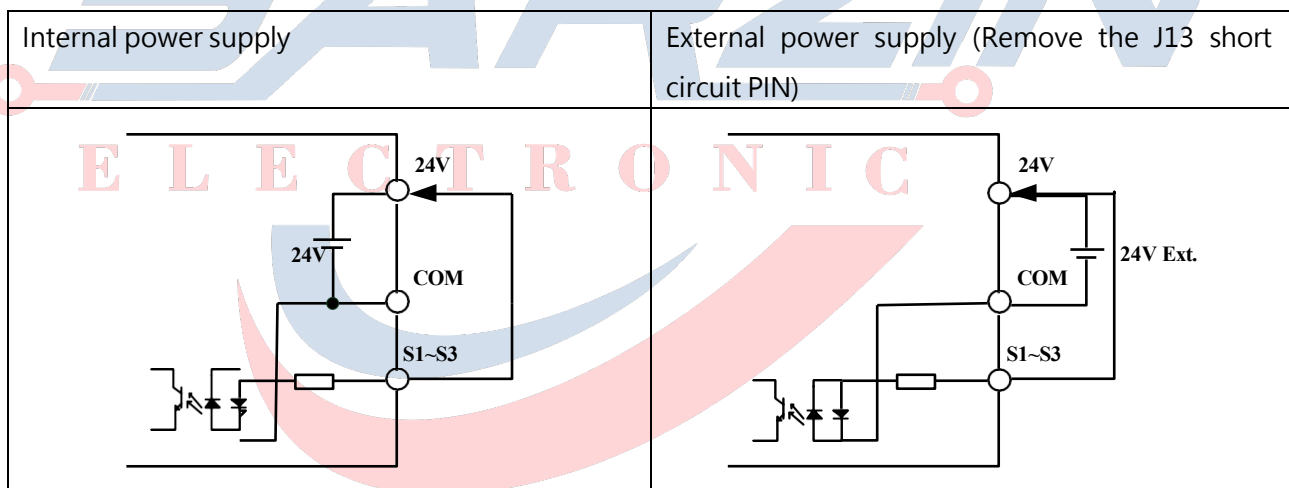 Internal power supply
External power supply (Remove the J13 short
circuit PIN)
ELECTRONIC
24V
24V
COM
S1~S3
24V
COM
24V Ext.
S1~S3